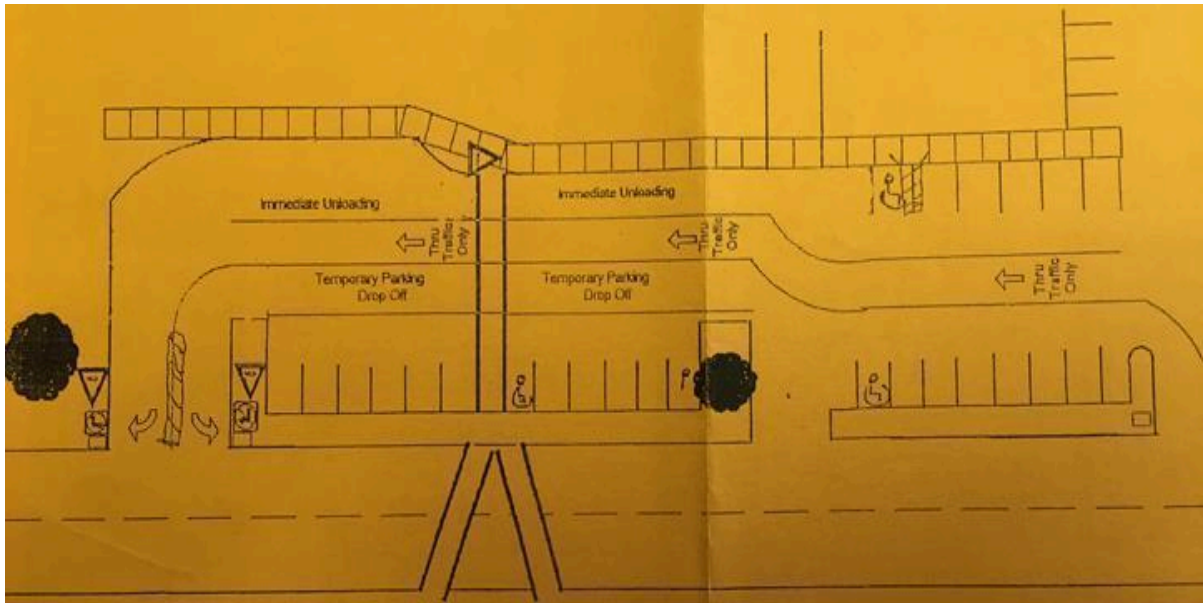 Immediate Unloading
Immediate Unloading
Thru
Traffic
Only
Thru
Traffic
Only
Temporary Parking
Drop Off
Temporary Parking
Drop Off
Thru
Traffic
Only